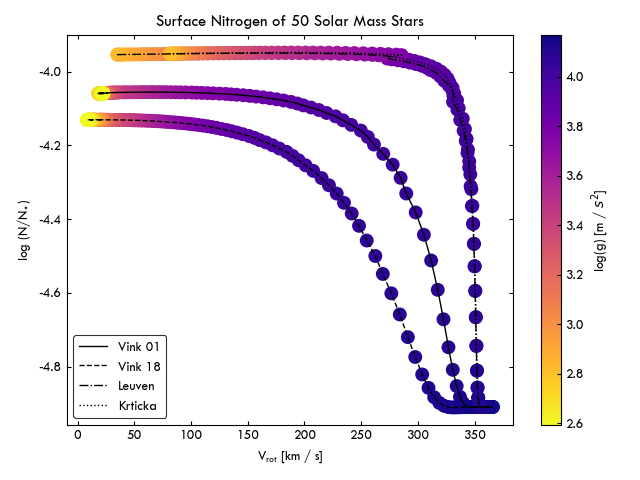 Surface Nitrogen of 50 Solar Mass Stars
log (N/N⋆)
-4.0
-4.2
-4.4
-4.6
-4.8
Vink 01
Vink 18
Leuven
Krticka
0 50 100 150 200 250 300 350
V_rot [km / s]
4.0
3.8
3.6
3.4
3.2
3.0
2.8
2.6
log(g) [m / s²]